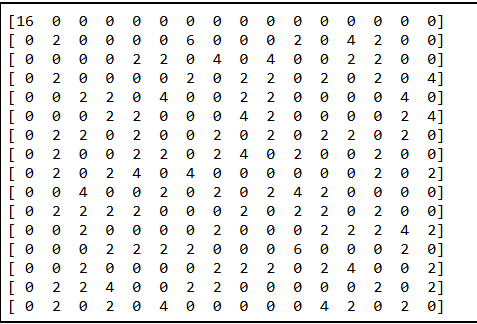 [16 0 0 0 0 0 0 0 0 0 0 0 0 0 0 0]
[ 0 2 0 0 0 0 6 0 0 0 2 0 4 2 0 0]
[ 0 0 0 0 2 2 0 4 0 4 0 0 2 2 0 0]
[ 0 2 0 0 0 0 2 0 2 2 0 2 0 2 0 4]
[ 0 0 2 2 0 4 0 0 2 2 0 0 0 0 4 0]
[ 0 0 0 2 2 0 0 0 4 2 0 0 0 0 2 4]
[ 0 2 2 0 2 0 0 2 0 2 0 2 2 0 2 0]
[ 0 2 0 0 2 2 0 2 4 0 2 0 0 2 0 0]
[ 0 2 0 2 4 0 4 0 0 0 0 0 0 2 0 2]
[ 0 0 4 0 0 2 0 2 0 2 4 2 0 0 0 0]
[ 0 2 2 2 2 0 0 0 2 0 2 2 0 2 0 0]
[ 0 0 2 0 0 0 0 2 0 0 0 2 2 2 4 2]
[ 0 0 0 2 2 2 2 0 0 0 6 0 0 0 2 0]
[ 0 0 2 0 0 0 0 2 2 2 0 2 4 0 0 2]
[ 0 2 2 4 0 0 2 2 0 0 0 0 0 2 0 2]
[ 0 2 0 2 0 4 0 0 0 0 0 4 2 0 2 0]